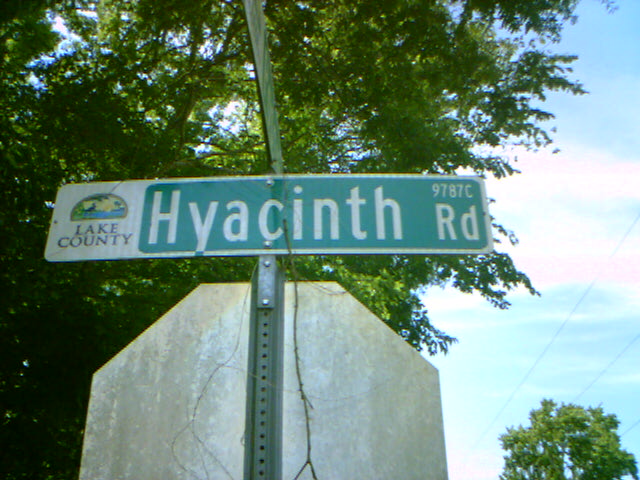 LAKE
COUNTY
Hyacinth Rd
9787C